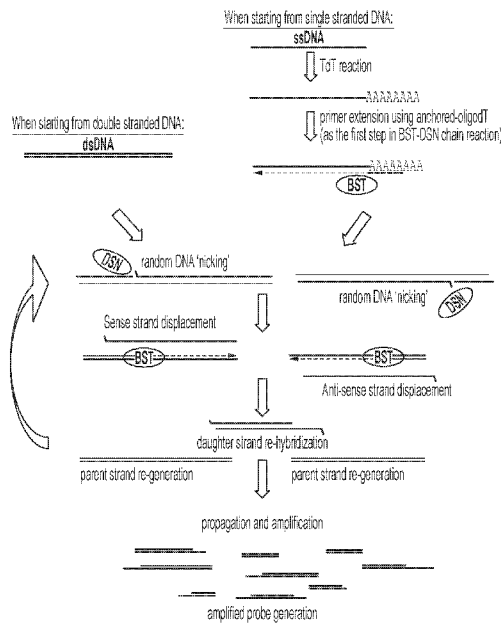 When starting from single stranded DNA:
ssDNA
TdT reaction
AAAAAAAA
primer extension using anchored-oligodT
(as the first step in BST-DSN chain reaction)
AAAAAAAA
BST
When starting from double stranded DNA:
dsDNA
DSN
random DNA 'nicking'
random DNA 'nicking'
DSN
Sense strand displacement
BST
BST
Anti-sense strand displacement
daughter strand re-hybridization
parent strand re-generation
parent strand re-generation
propagation and amplification
amplified probe generation